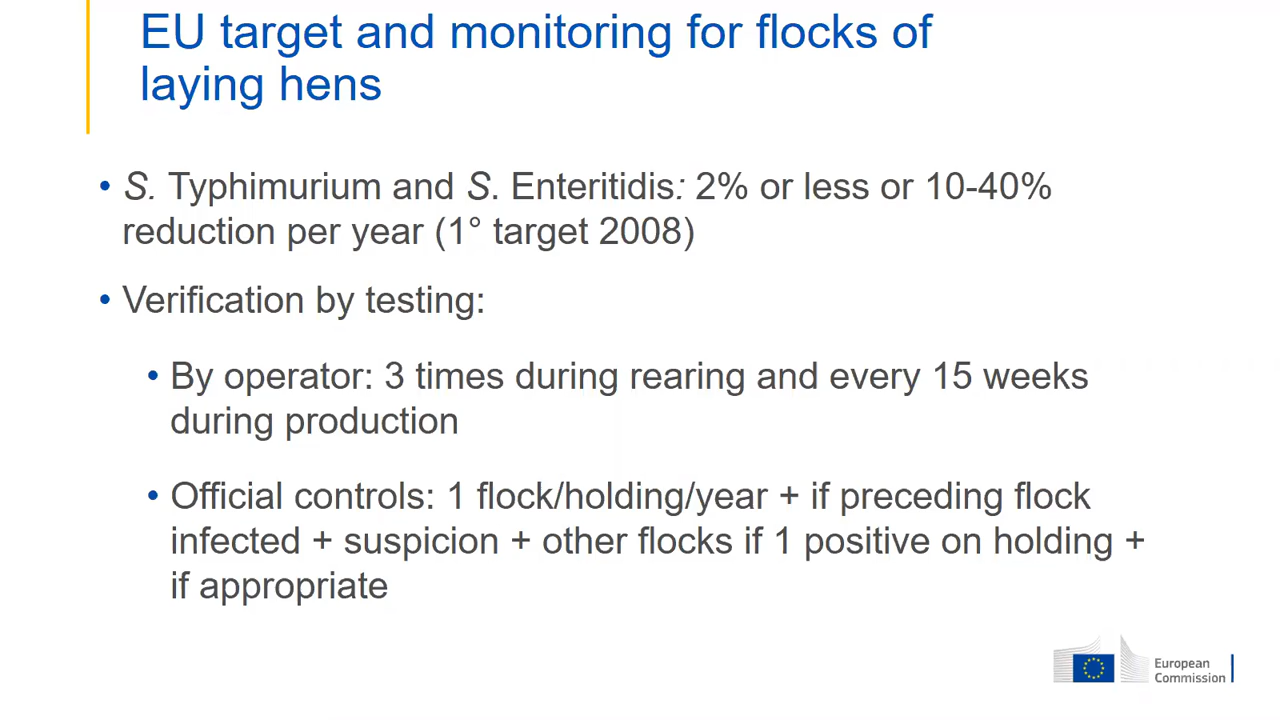 EU target and monitoring for flocks of
laying hens
• S. Typhimurium and S. Enteritidis: 2% or less or 10-40%
reduction per year (1° target 2008)
• Verification by testing:
• By operator: 3 times during rearing and every 15 weeks
during production
• Official controls: 1 flock/holding/year + if preceding flock
infected + suspicion + other flocks if 1 positive on holding +
if appropriate
European
Commission